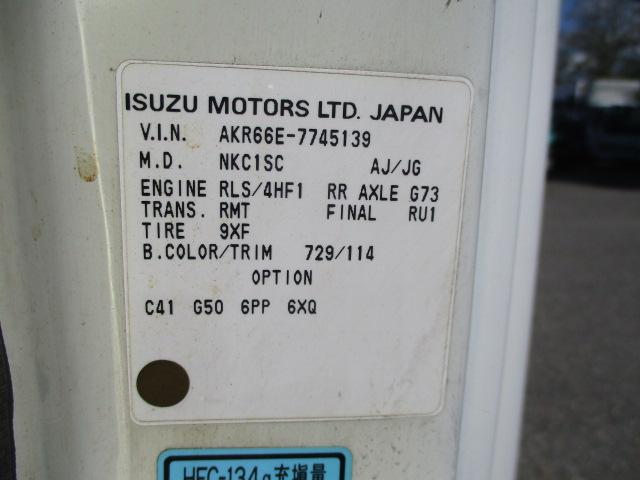 ISUZU MOTORS LTD. JAPAN
V.I.N. AKR66E-7745139
M.D. NKC1SC AJ/JG
ENGINE RLS/4HF1 RR AXLE G73
TRANS. RMT FINAL RU1
TIRE 9XF
B.COLOR/TRIM 729/114
OPTION
C41 G50 6PP 6XQ
HFC-134a充塡量